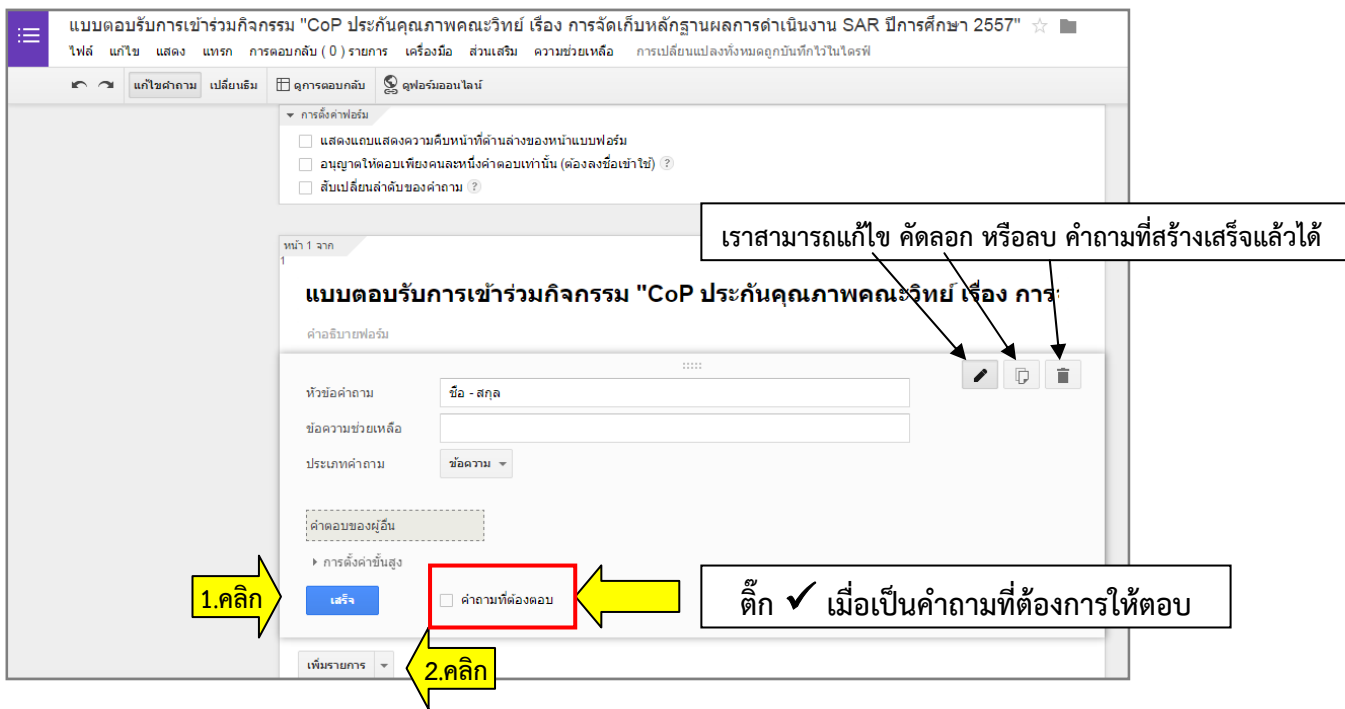 แบบตอบรับการเข้าร่วมกิจกรรม "CoP ประกันคุณภาพคณะวิทย์ เรื่อง การจัดเก็บหลักฐานผลการดำเนินงาน SAR ปีการศึกษา 2557"
ไฟล์ แก้ไข แสดง แทรก การตอบกลับ ( 0 ) รายการ เครื่องมือ ส่วนเสริม ความช่วยเหลือ การเปลี่ยนแปลงทั้งหมดถูกบันทึกไว้ในไดรฟ์
แก้ไขคำถาม เปลี่ยนธีม ดูการตอบกลับ ดูฟอร์มออนไลน์
การตั้งค่าฟอร์ม
แสดงแถบแสดงความคืบหน้าที่ด้านล่างของหน้าแบบฟอร์ม
อนุญาตให้ตอบเพียงคนละหนึ่งคำตอบเท่านั้น (ต้องลงชื่อเข้าใช้) ?
สับเปลี่ยนลำดับของคำถาม ?
เราสามารถแก้ไข คัดลอก หรือลบ คำถามที่สร้างเสร็จแล้วได้
หน้า 1 จาก
1
แบบตอบรับการเข้าร่วมกิจกรรม "CoP ประกันคุณภาพคณะวิทย์ เรื่อง การ
คำอธิบายฟอร์ม
หัวข้อคำถาม ชื่อ - สกุล
ข้อความช่วยเหลือ
ประเภทคำถาม ข้อความ
คำตอบของผู้อื่น
การตั้งค่าขั้นสูง
1.คลิก เสร็จ คำถามที่ต้องตอบ ติ๊ก ✓ เมื่อเป็นคำถามที่ต้องการให้ตอบ
เพิ่มรายการ 2.คลิก